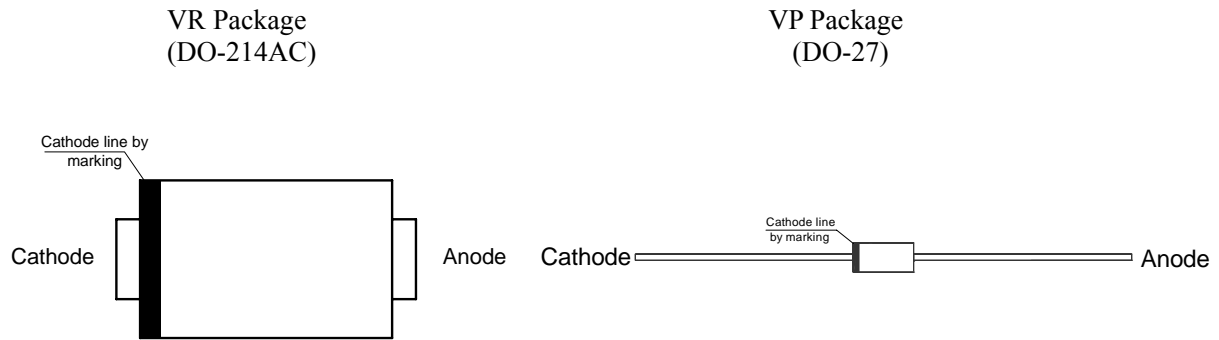 VR Package
(DO-214AC)
VP Package
(DO-27)
Cathode line by
marking
Cathode
Anode
Cathode line
by marking
Cathode
Anode